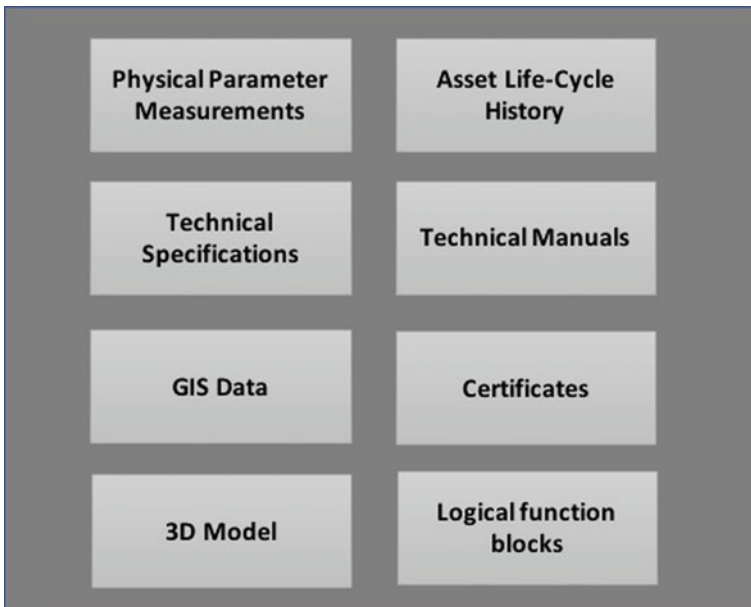 Physical Parameter
Measurements
Asset Life-Cycle
History
Technical
Specifications
Technical Manuals
GIS Data
Certificates
3D Model
Logical function
blocks